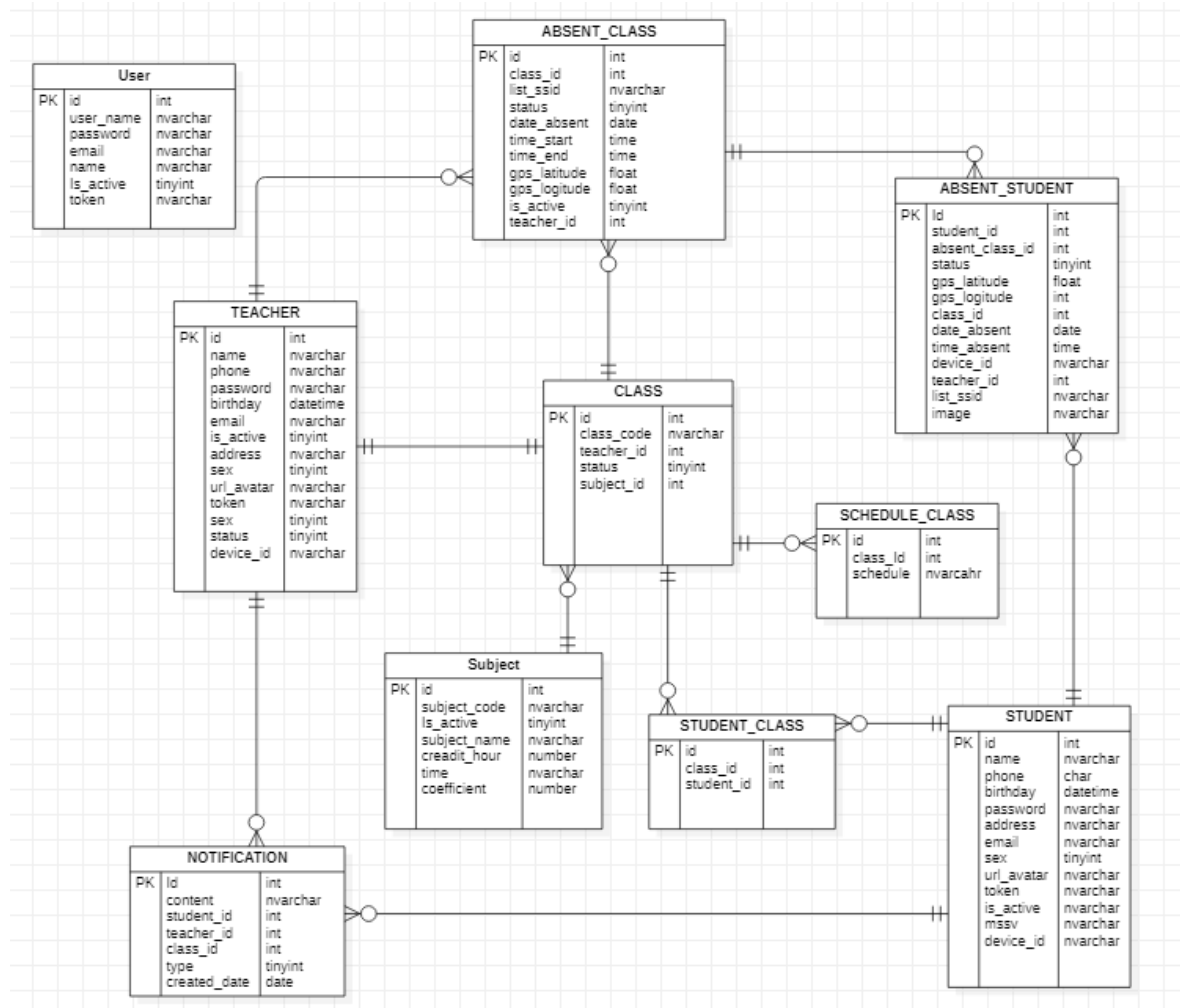 ABSENT_CLASS
PK id int
class_id int
list_ssid nvarchar
status tinyint
date_absent date
time_start time
time_end time
gps_latitude float
gps_logitude float
is_active tinyint
teacher_id int
User
PK id int
user_name nvarchar
password nvarchar
email nvarchar
name nvarchar
Is_active tinyint
token nvarchar
ABSENT_STUDENT
PK Id int
student_id int
absent_class_id int
status tinyint
gps_latitude float
gps_logitude int
class_id int
date_absent date
time_absent time
device_id nvarchar
teacher_id int
list_ssid nvarchar
image nvarchar
TEACHER
PK id int
name nvarchar
phone nvarchar
password nvarchar
birthday datetime
email nvarchar
is_active tinyint
address nvarchar
sex tinyint
url_avatar nvarchar
token nvarchar
sex tinyint
status tinyint
device_id nvarchar
CLASS
PK id int
class_code nvarchar
teacher_id int
status tinyint
subject_id int
SCHEDULE_CLASS
PK id int
class_Id int
schedule nvarcahr
Subject
PK id int
subject_code nvarchar
Is_active tinyint
subject_name nvarchar
creadit_hour number
time nvarchar
coefficient number
STUDENT_CLASS
PK id int
class_id int
student_id int
STUDENT
PK id int
name nvarchar
phone char
birthday datetime
password nvarchar
address nvarchar
email nvarchar
sex tinyint
url_avatar nvarchar
token nvarchar
is_active nvarchar
mssv nvarchar
device_id nvarchar
NOTIFICATION
PK Id int
content nvarchar
student_id int
teacher_id int
class_id int
type tinyint
created_date date